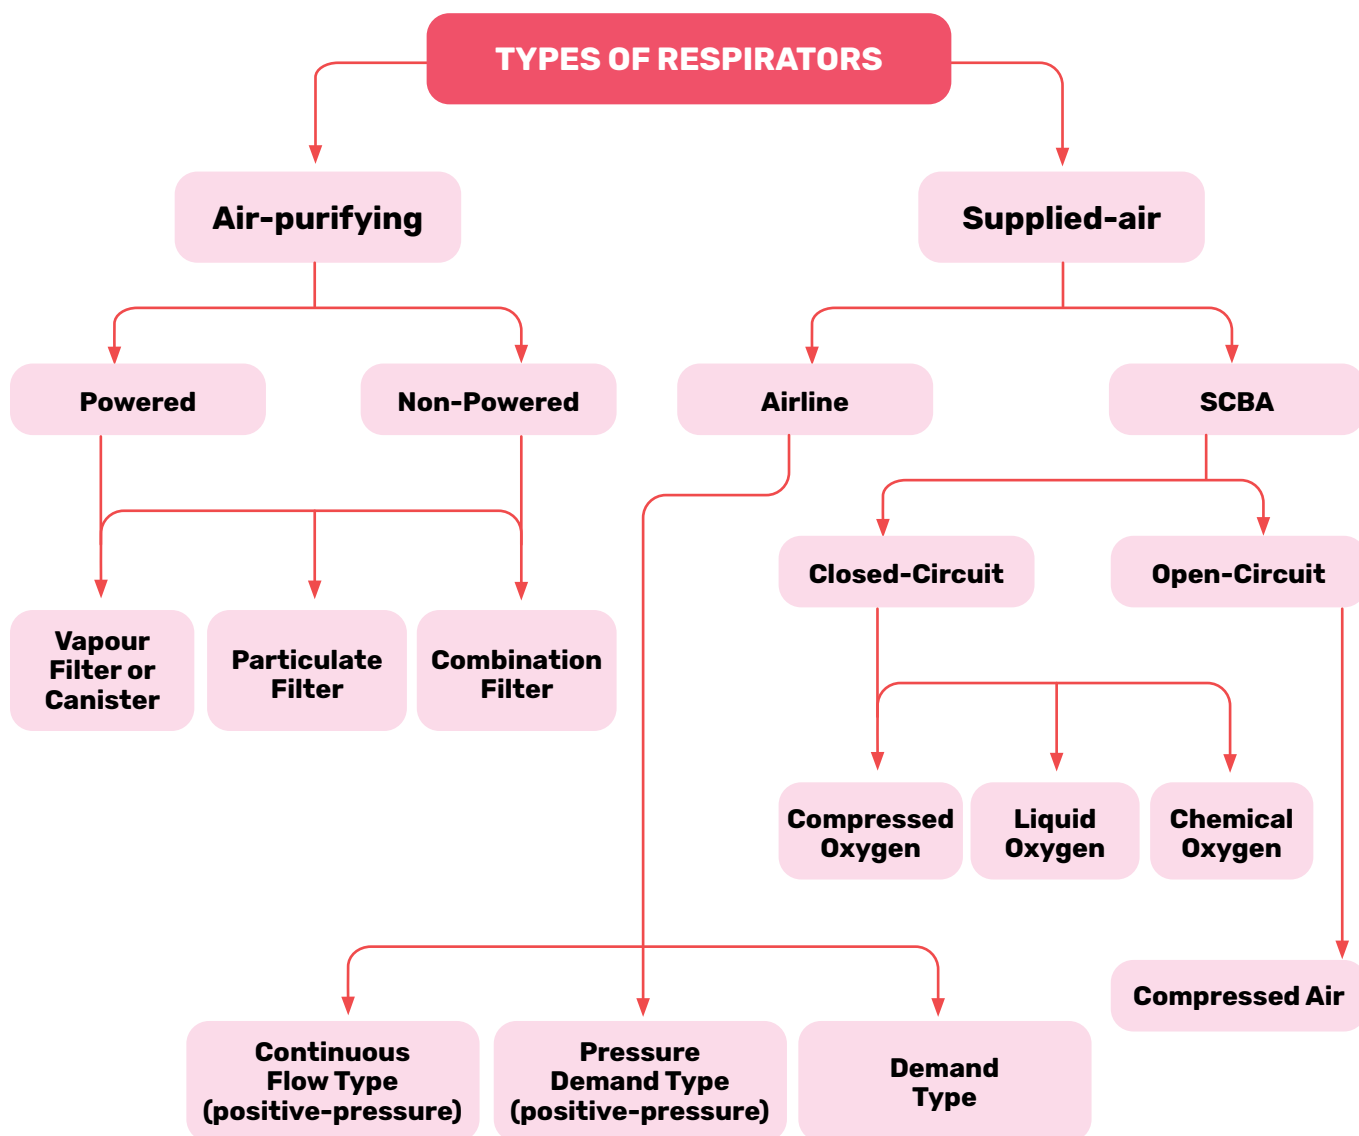 TYPES OF RESPIRATORS
Air-purifying
Supplied-air
Powered
Non-Powered
Airline
SCBA
Closed-Circuit
Open-Circuit
Vapour
Filter or
Canister
Particulate
Filter
Combination
Filter
Compressed
Oxygen
Liquid
Oxygen
Chemical
Oxygen
Compressed Air
Continuous
Flow Type
(positive-pressure)
Pressure
Demand Type
(positive-pressure)
Demand
Type